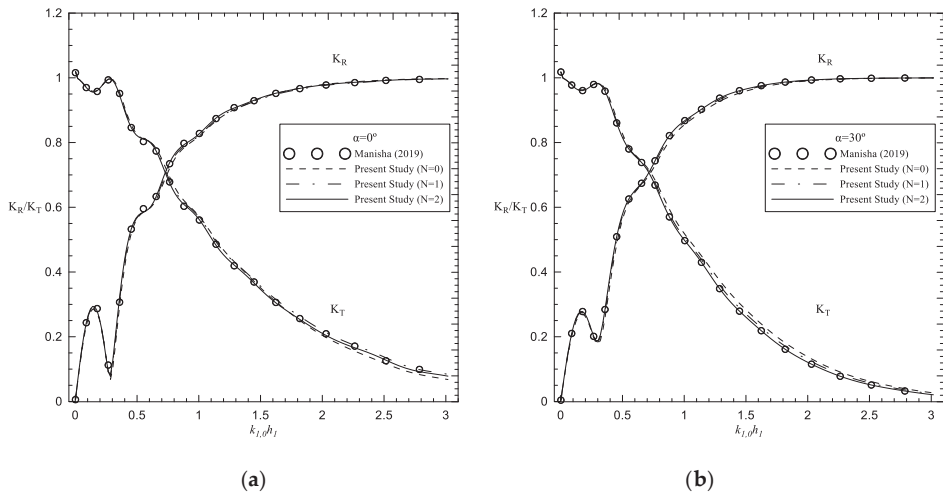 1.2
1
0.8
0.6
0.4
0.2
0
K_R/K_T
K_R
K_T
α=0°
Manisha (2019)
Present Study (N=0)
Present Study (N=1)
Present Study (N=2)
0 0.5 1 1.5 2 2.5 3
k_{1,0}h_1
(a)
1.2
1
0.8
0.6
0.4
0.2
0
K_R/K_T
K_R
K_T
α=30°
Manisha (2019)
Present Study (N=0)
Present Study (N=1)
Present Study (N=2)
0 0.5 1 1.5 2 2.5 3
k_{1,0}h_1
(b)